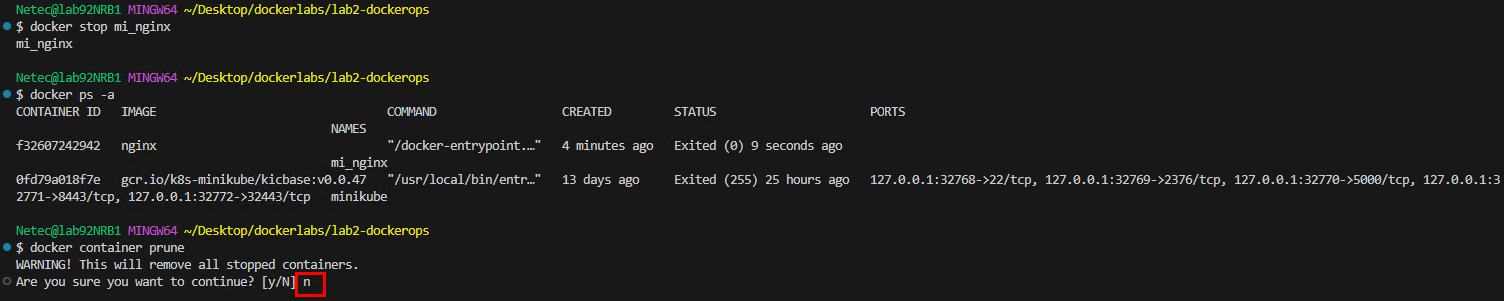 Netec@lab92NRB1 MINGW64 ~/Desktop/dockerlabs/lab2-dockerops
$ docker stop mi_nginx
mi_nginx

Netec@lab92NRB1 MINGW64 ~/Desktop/dockerlabs/lab2-dockerops
$ docker ps -a
CONTAINER ID   IMAGE                                 COMMAND                  CREATED         STATUS                      PORTS
                                           NAMES
f32607242942   nginx                                 "/docker-entrypoint.…"   4 minutes ago   Exited (0) 9 seconds ago
                                           mi_nginx
0fd79a018f7e   gcr.io/k8s-minikube/kicbase:v0.0.47   "/usr/local/bin/entr…"   13 days ago     Exited (255) 25 hours ago   127.0.0.1:32768->22/tcp, 127.0.0.1:32769->2376/tcp, 127.0.0.1:32770->5000/tcp, 127.0.0.1:3
2771->8443/tcp, 127.0.0.1:32772->32443/tcp   minikube

Netec@lab92NRB1 MINGW64 ~/Desktop/dockerlabs/lab2-dockerops
$ docker container prune
WARNING! This will remove all stopped containers.
Are you sure you want to continue? [y/N] n